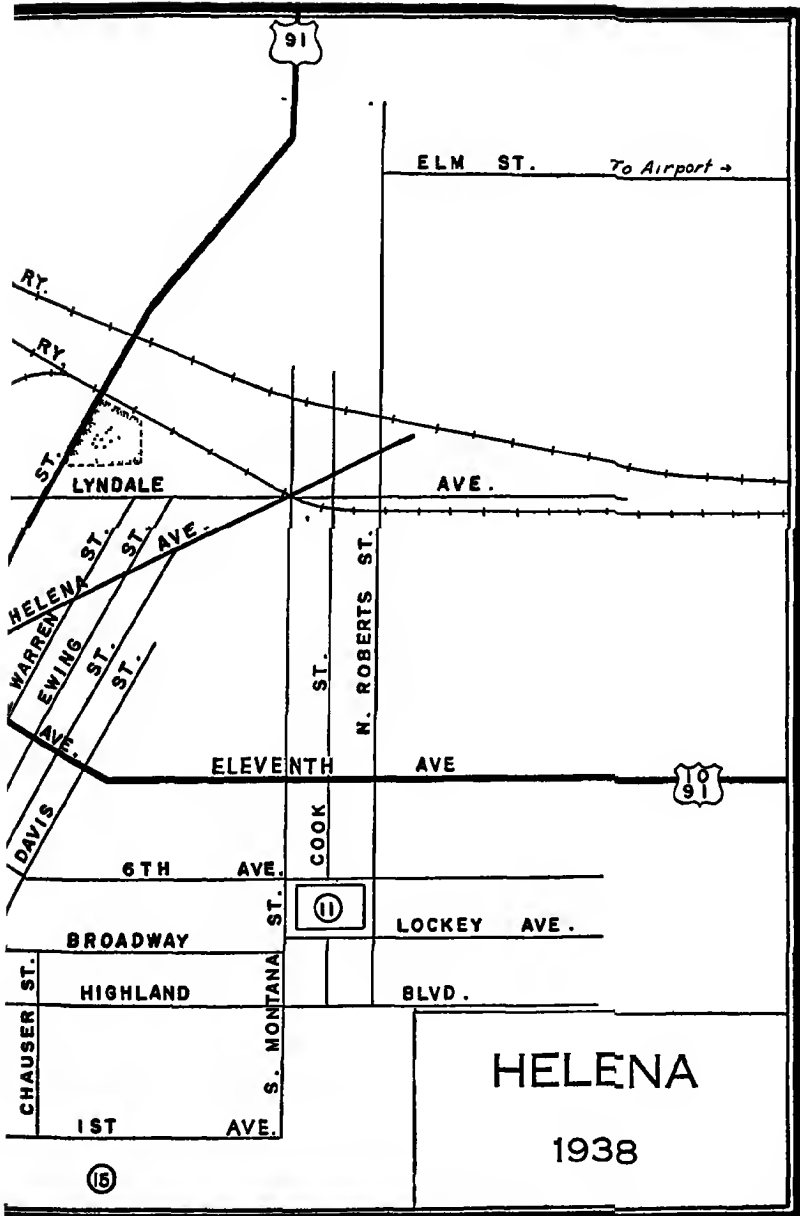 91
ELM ST. To Airport →
RY.
RY.
ST.
LYNDALE AVE.
HELENA AVE.
WARREN ST.
EWING ST.
ST.
DAVIS ST.
AVE.
ELEVENTH AVE
10
91
COOK ST.
N. ROBERTS ST.
6TH AVE.
11
LOCKEY AVE.
BROADWAY
HIGHLAND BLVD.
CHAUSER ST.
S. MONTANA ST.
1ST AVE.
15
HELENA
1938